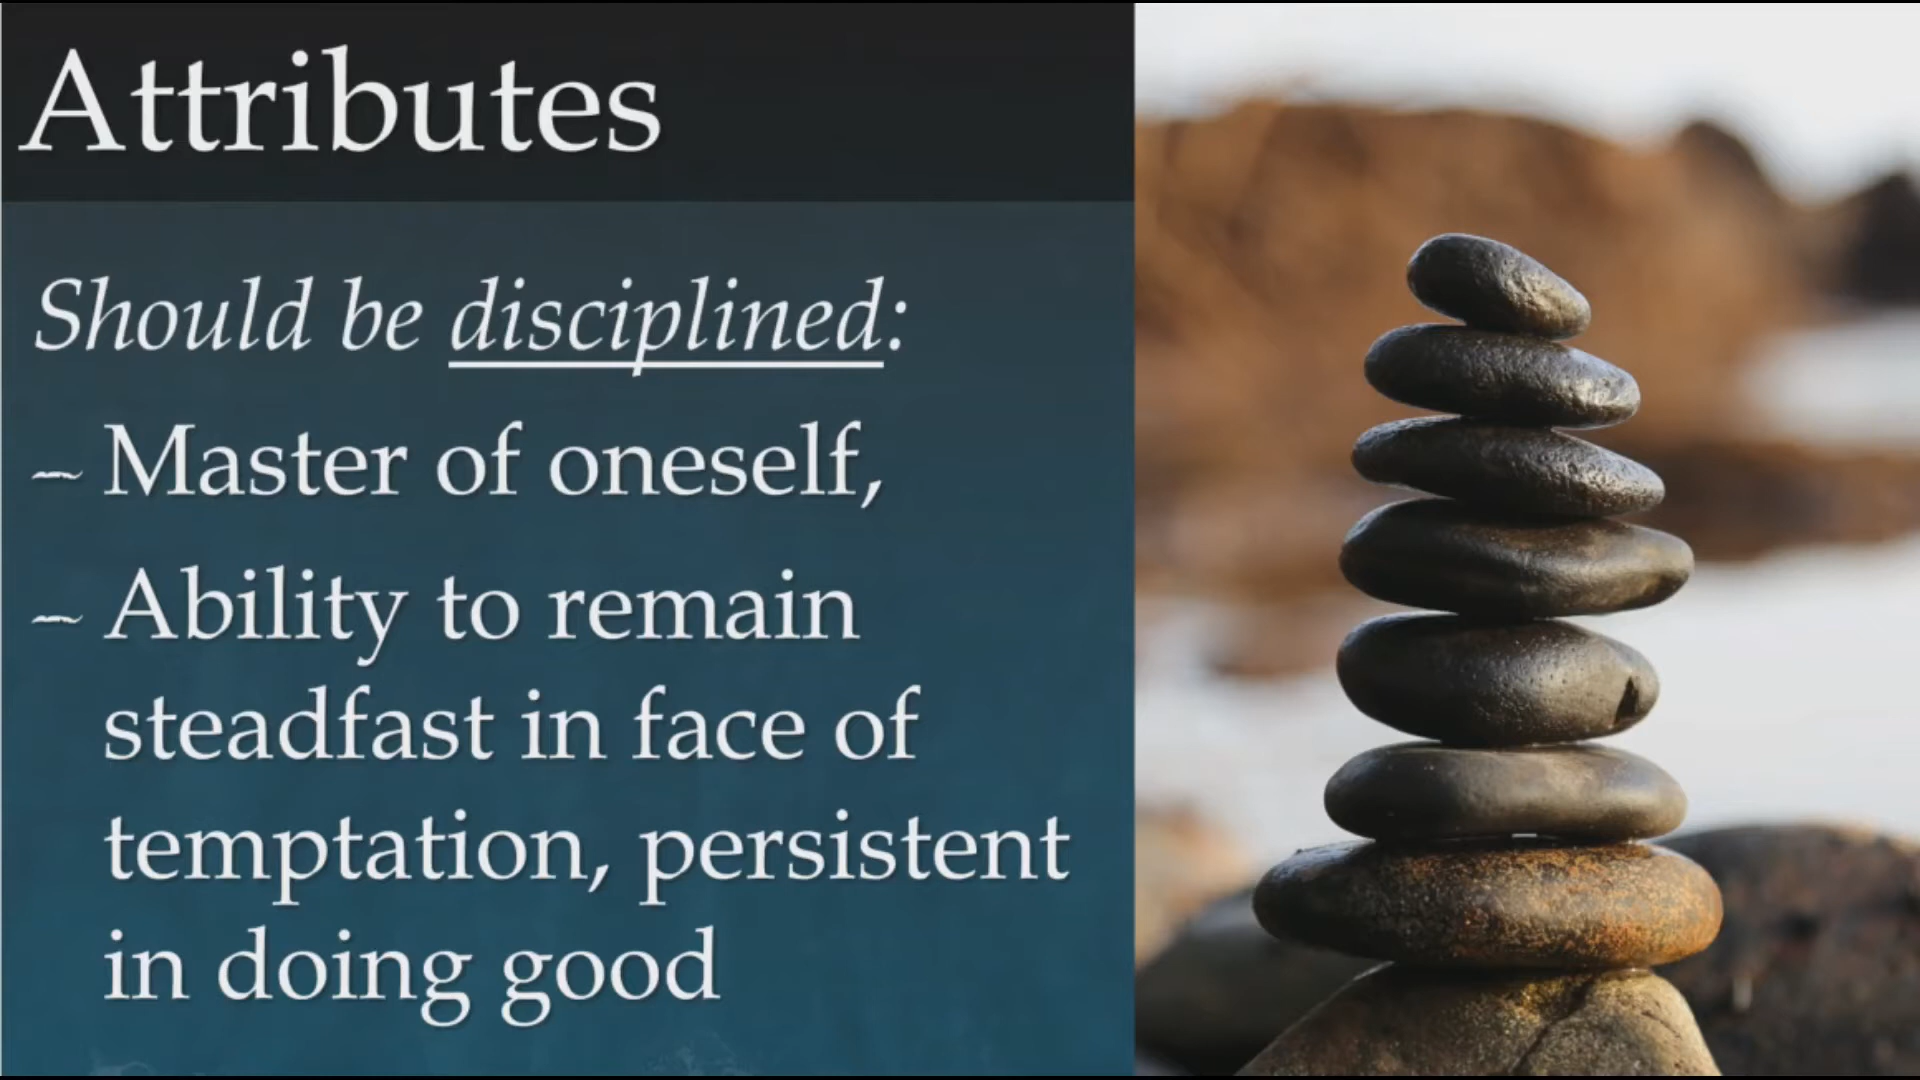 Attributes
Should be disciplined:
– Master of oneself,
– Ability to remain
steadfast in face of
temptation, persistent
in doing good